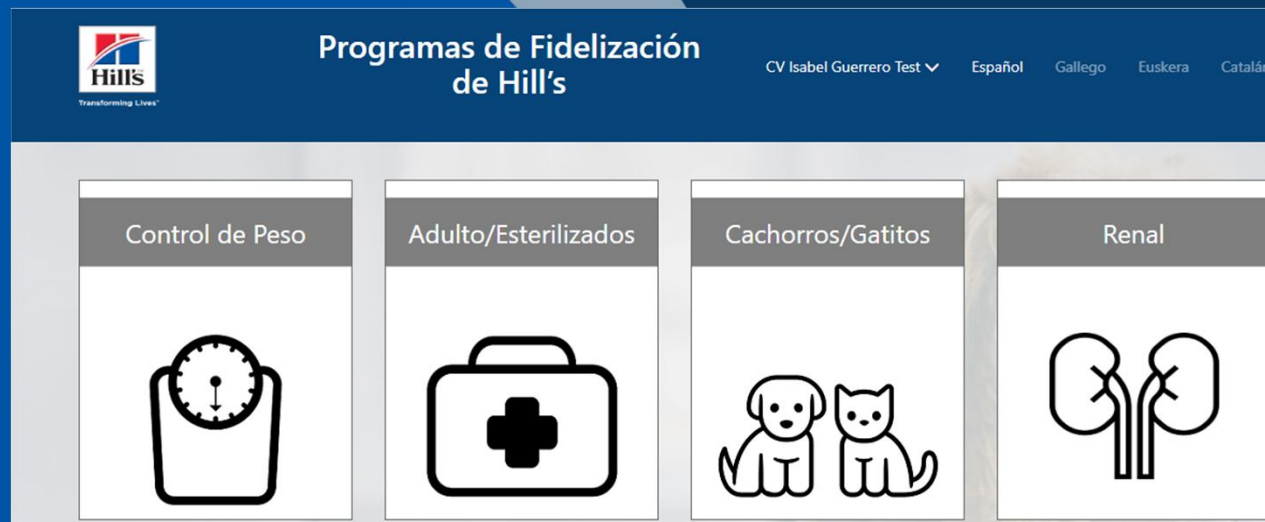 Hill's
Transforming Lives™
Programas de Fidelización
de Hill's
CV Isabel Guerrero Test
Español
Gallego
Euskera
Catalán
Control de Peso
Adulto/Esterilizados
Cachorros/Gatitos
Renal